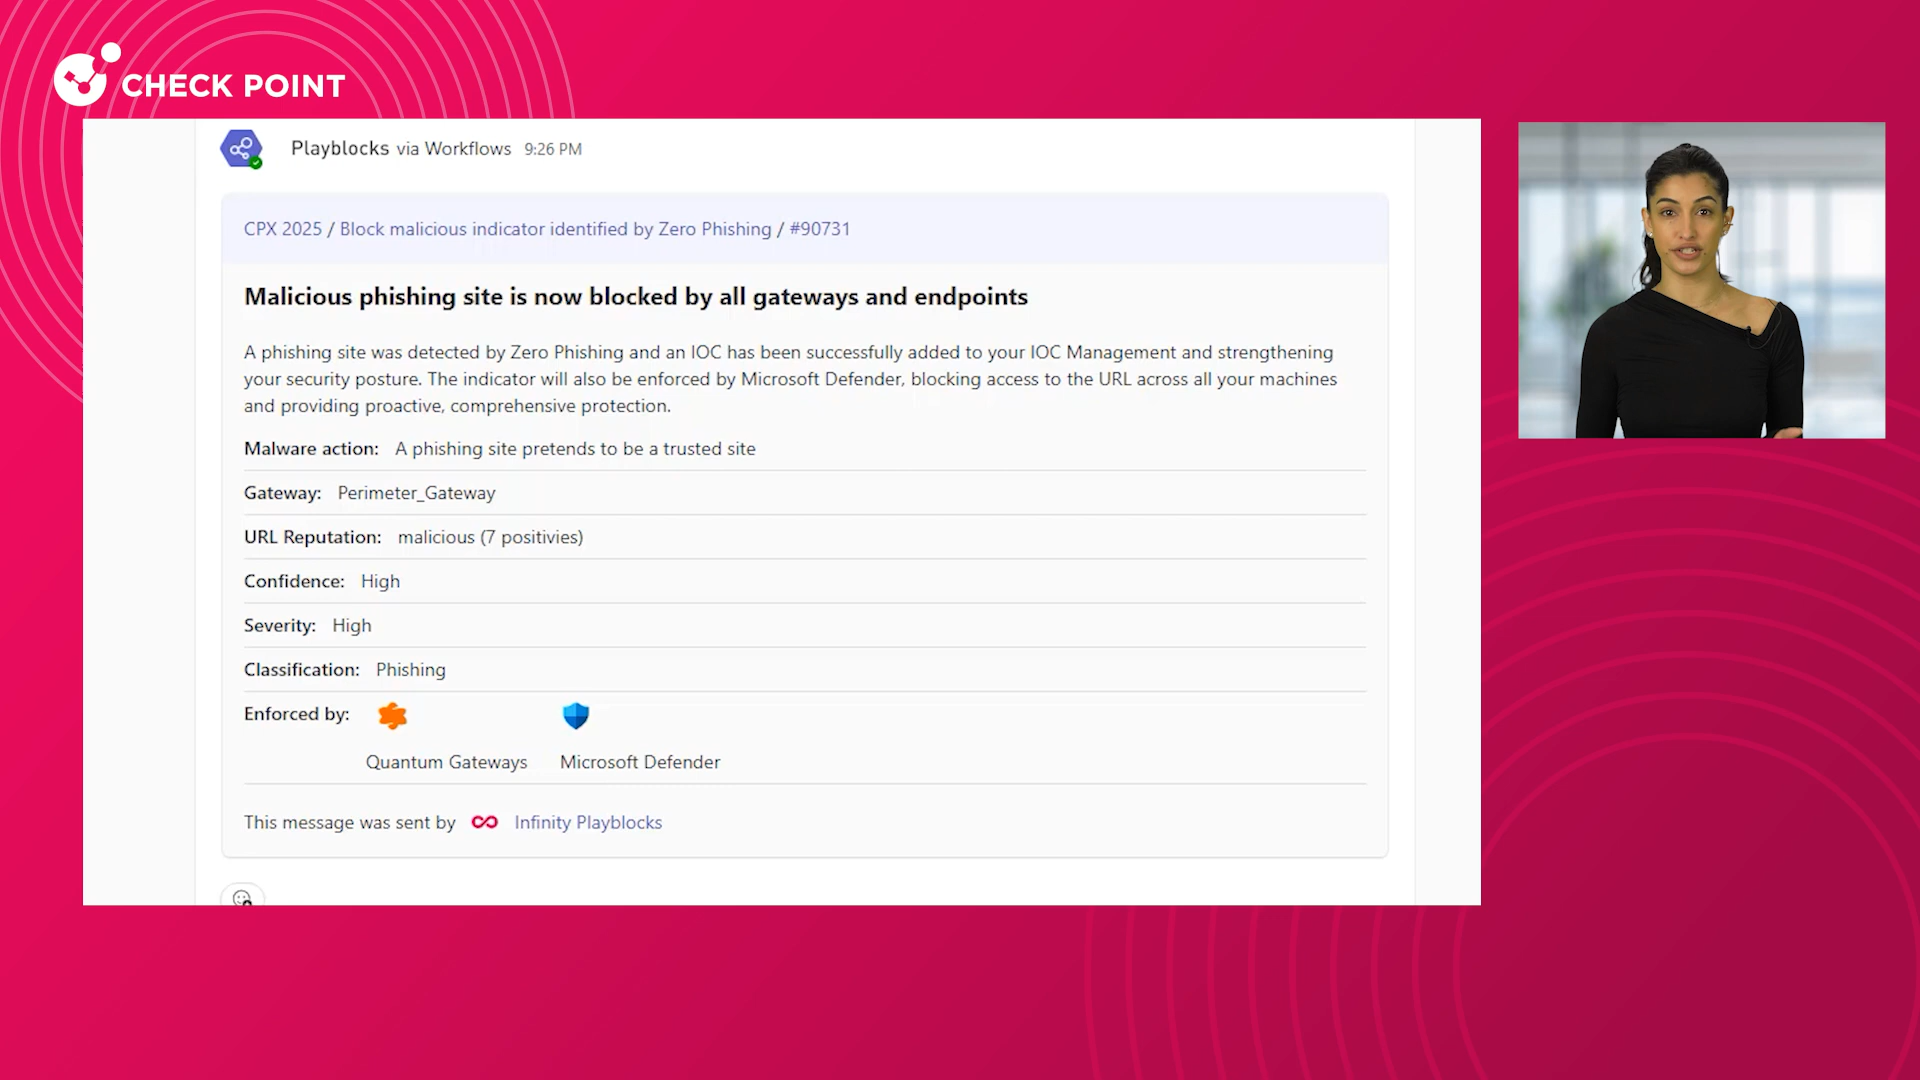 CHECK POINT
Playblocks via Workflows 9:26 PM
CPX 2025 / Block malicious indicator identified by Zero Phishing / #90731
Malicious phishing site is now blocked by all gateways and endpoints
A phishing site was detected by Zero Phishing and an IOC has been successfully added to your IOC Management and strengthening
your security posture. The indicator will also be enforced by Microsoft Defender, blocking access to the URL across all your machines
and providing proactive, comprehensive protection.
Malware action: A phishing site pretends to be a trusted site
Gateway: Perimeter_Gateway
URL Reputation: malicious (7 positivies)
Confidence: High
Severity: High
Classification: Phishing
Enforced by:
Quantum Gateways Microsoft Defender
This message was sent by Infinity Playblocks